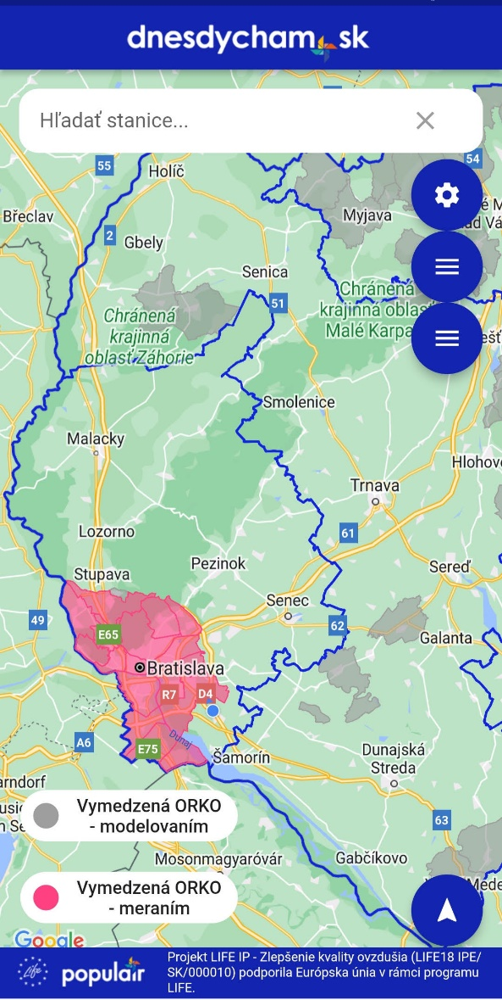 dnesdycham.sk
Hľadať stanice...
55
Holíč
54
Břeclav
Myjava
2
Gbely
Senica
51
Chránená
krajinná
oblasť Záhorie
Chránená
krajinná oblasť
Malé Karpa
Smolenice
Malacky
Hlohov
Trnava
Lozorno
61
Pezinok
Sereď
Stupava
Senec
49
62
E65
Galanta
Bratislava
R7
D4
A6
E75
Dunaj
Šamorín
Dunajská
Streda
arndorf
63
Vymedzená ORKO
- modelovaním
Mosonmagyaróvár
Gabčíkovo
Vymedzená ORKO
- meraním
Google
Life
populair
Projekt LIFE IP - Zlepšenie kvality ovzdušia (LIFE18 IPE/
SK/000010) podporila Európska únia v rámci programu
LIFE.